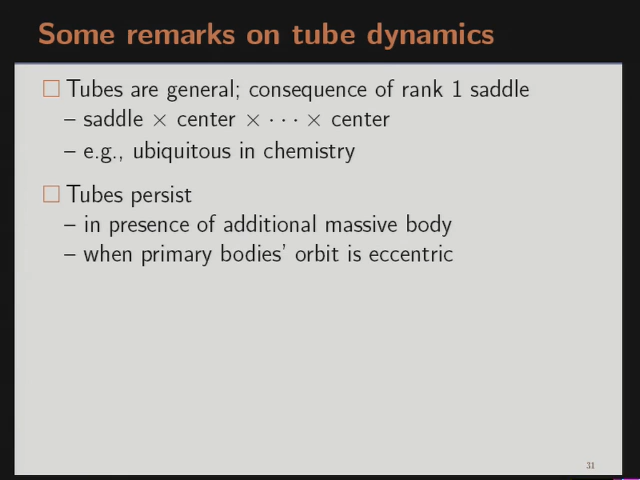 Some remarks on tube dynamics
□ Tubes are general; consequence of rank 1 saddle
– saddle × center × · · · × center
– e.g., ubiquitous in chemistry
□ Tubes persist
– in presence of additional massive body
– when primary bodies' orbit is eccentric
31